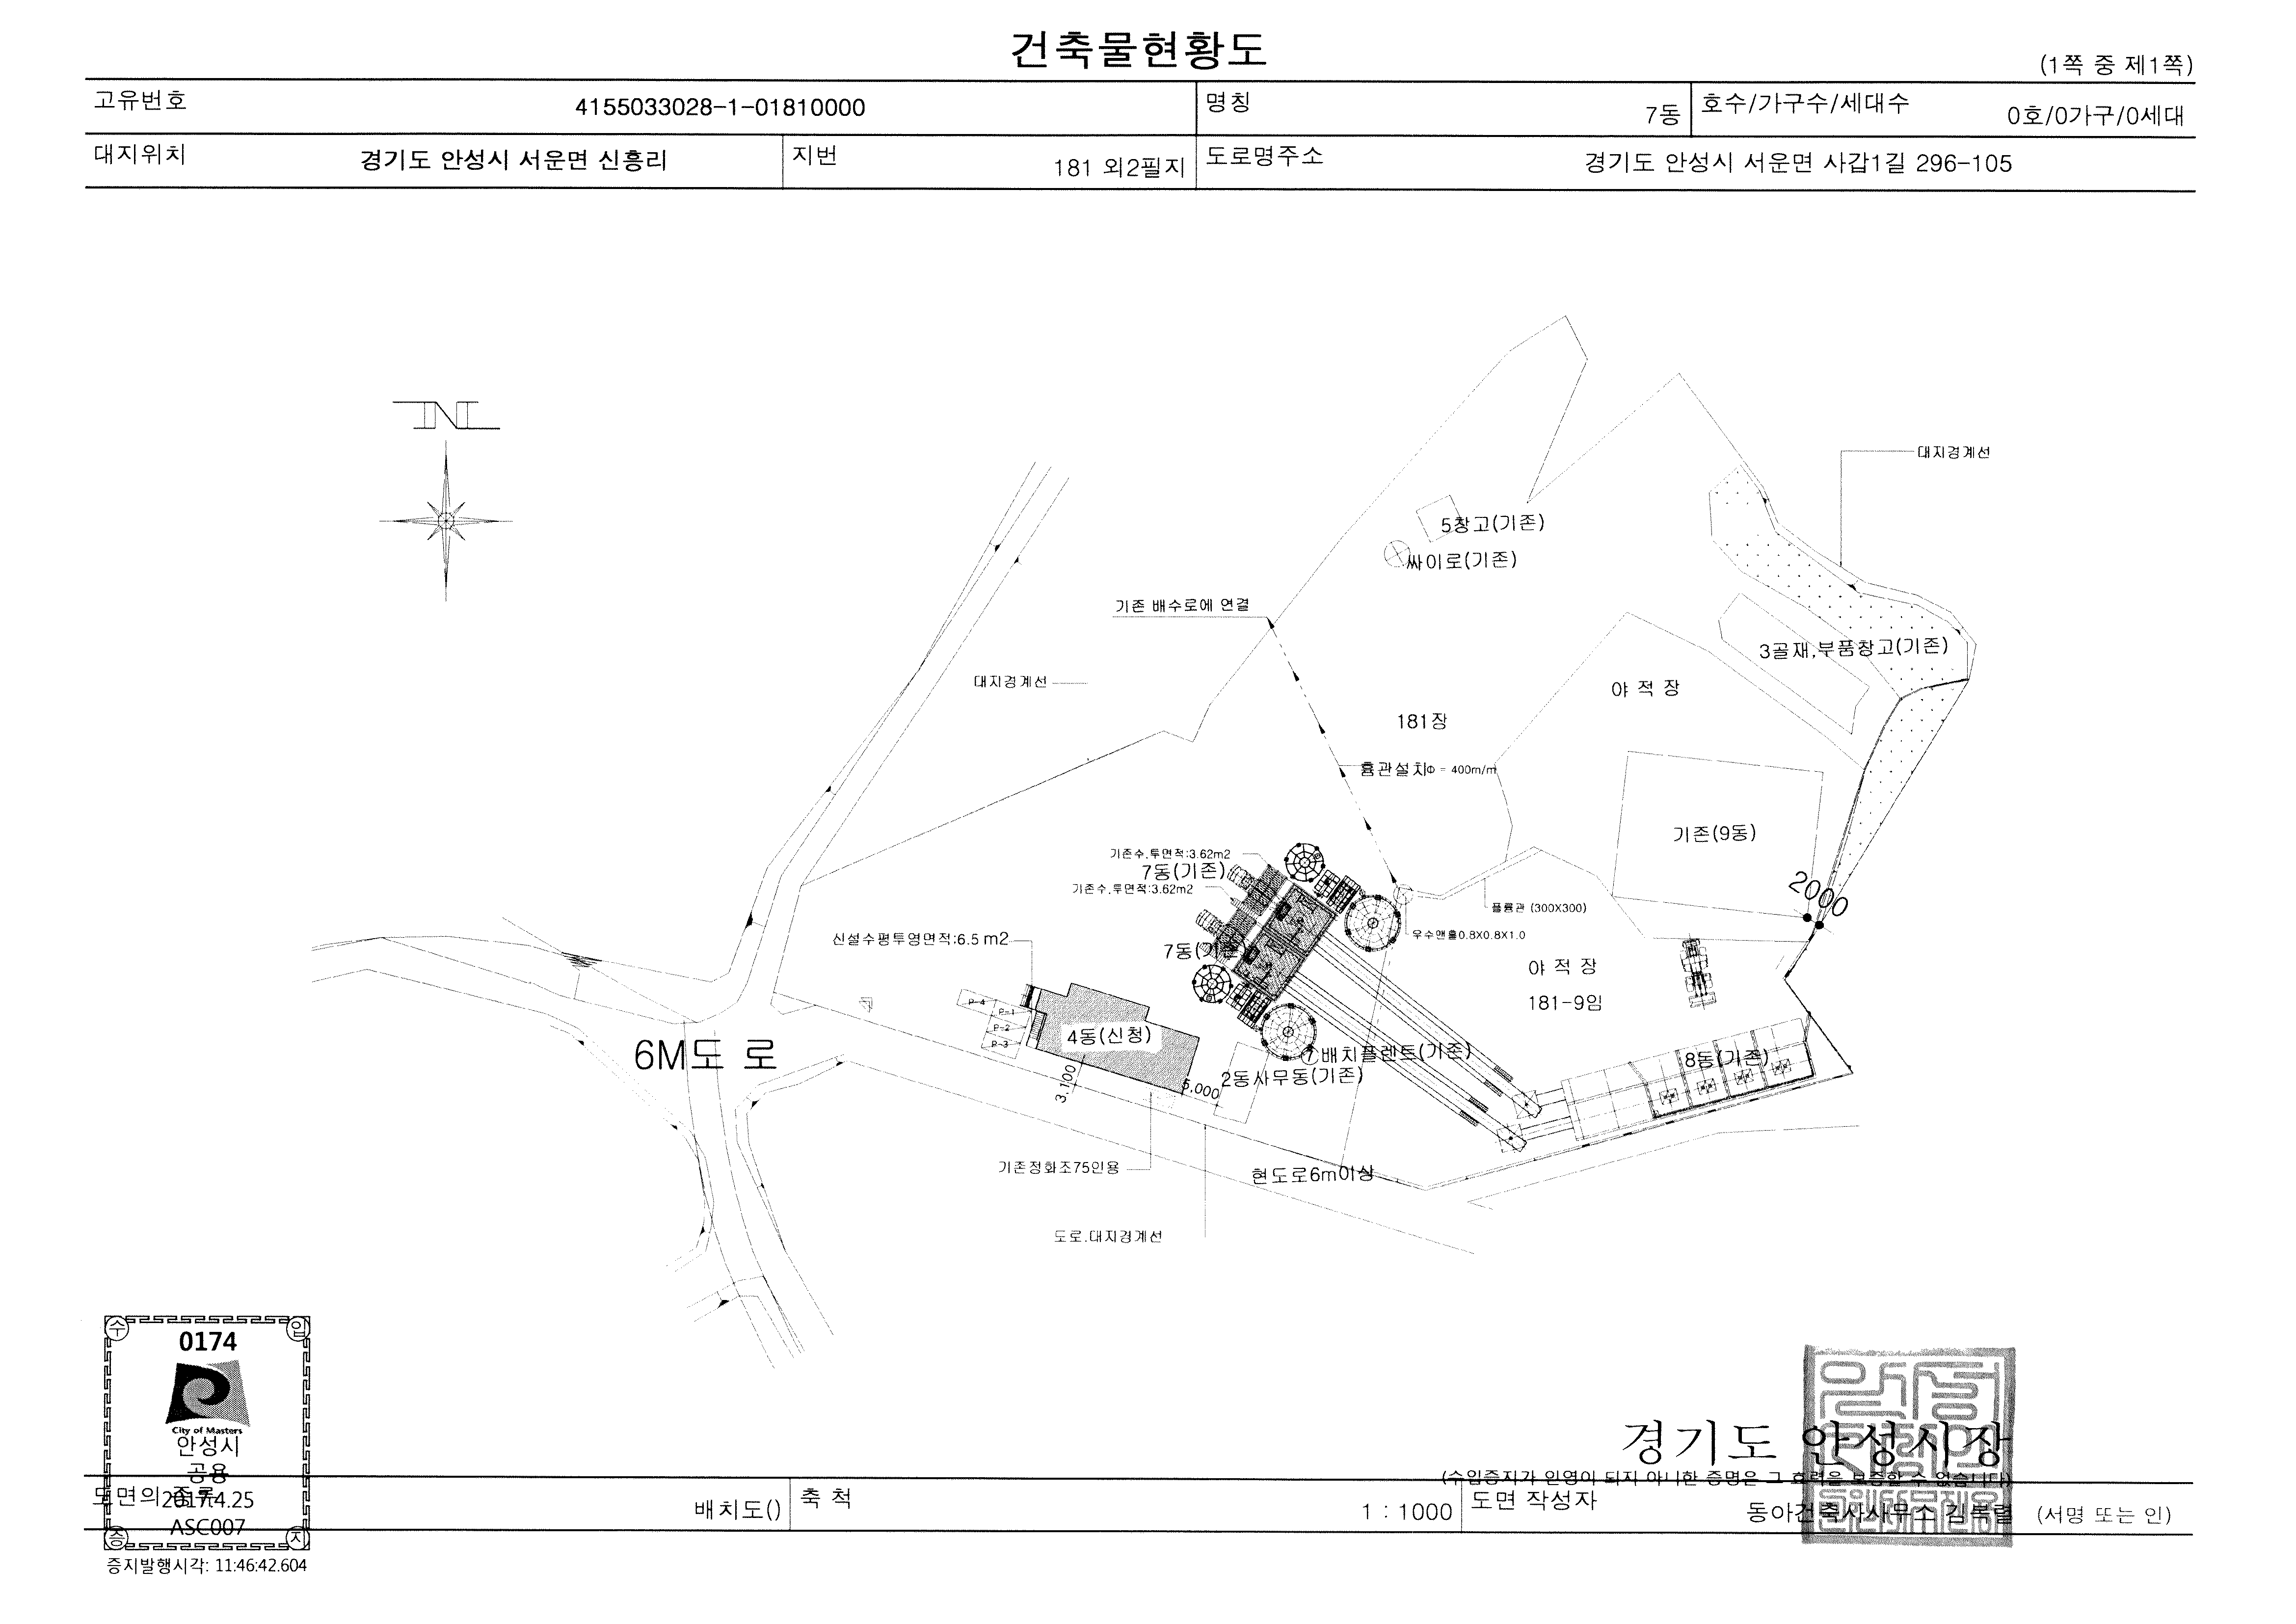 건축물현황도
(1쪽 중 제1쪽)
고유번호 4155033028-1-01810000 명칭 7동 호수/가구수/세대수 0호/0가구/0세대
대지위치 경기도 안성시 서운면 신흥리 지번 181 외2필지 도로명주소 경기도 안성시 서운면 사갑1길 296-105
대지경계선
5창고(기존)
싸이로(기존)
기존 배수로에 연결
3골재,부품창고(기존)
대지경계선
야 적 장
181장
흄관설치Φ = 400m/m
기존(9동)
기존수.투면적:3.62m2
7동(기존)
기존수.투면적:3.62m2
2000
플륨관 (300X300)
우수맨홀0.8X0.8X1.0
신설수평투영면적:6.5 m2
7동(기존)
야 적 장
181-9임
P-4
P-1
P-2
P-3
4동(신청)
6M도 로
⑦배치플렌트(기존)
8동(기존)
2동사무동(기존)
3,100
5,000
기존정화조75인용
현도로6m이상
도로.대지경계선
수 입
0174
City of Masters
안성시
공용
2017.4.25
ASC007
증 지
증지발행시각: 11:46:42.604
경기도 안성시장
(수입증지가 인영이 되지 아니한 증명은 그 효력을 보증할 수 없습니다)
도면의 종류 배치도() 축 척 1 : 1000 도면 작성자 동아건축사사무소 김복렬 (서명 또는 인)